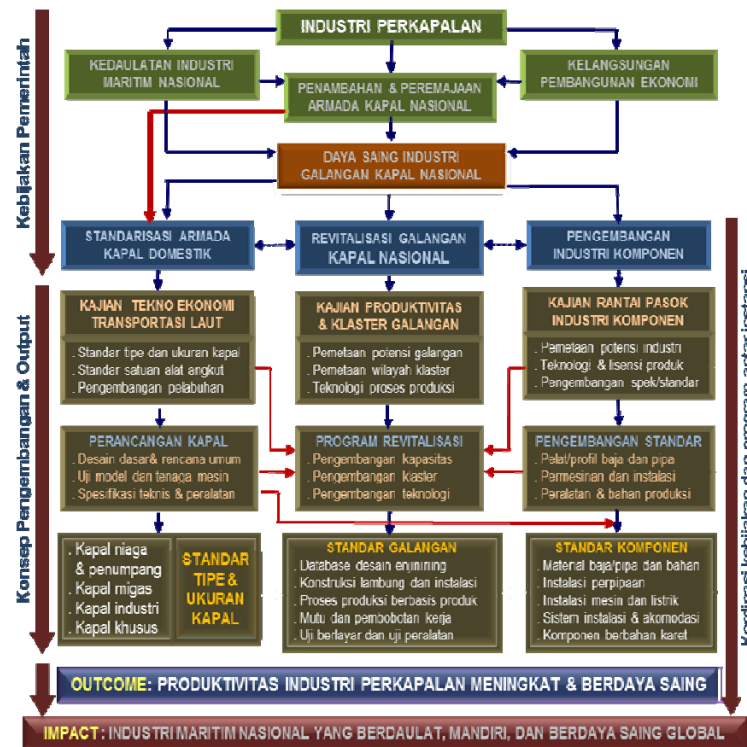 INDUSTRI PERKAPALAN
KEDAULATAN INDUSTRI
MARITIM NASIONAL
PENAMBAHAN & PEREMAJAAN
ARMADA KAPAL NASIONAL
KELANGSUNGAN
PEMBANGUNAN EKONOMI
DAYA SAING INDUSTRI
GALANGAN KAPAL NASIONAL
Kebijakan Pemerintah
STANDARISASI ARMADA
KAPAL DOMESTIK
REVITALISASI GALANGAN
KAPAL NASIONAL
PENGEMBANGAN
INDUSTRI KOMPONEN
KAJIAN TEKNO EKONOMI
TRANSPORTASI LAUT
. Standar tipe dan ukuran kapal
. Standar satuan alat angkut
. Pengembangan pelabuhan
KAJIAN PRODUKTIVITAS
& KLASTER GALANGAN
. Pemetaan potensi galangan
. Pemetaan wilayah klaster
. Teknologi proses produksi
KAJIAN RANTAI PASOK
INDUSTRI KOMPONEN
. Pemetaan potensi industri
. Teknologi & lisensi produk
. Pengembangan spek/standar
Konsep Pengembangan & Output
PERANCANGAN KAPAL
. Desain dasar& rencana umum
. Uji model dan tenaga mesin
. Spesifikasi teknis & peralatan
PROGRAM REVITALISASI
. Pengembangan kapasitas
. Pengembangan klaster
. Pengembangan teknologi
PENGEMBANGAN STANDAR
. Pelat/profil baja dan pipa
. Permesinan dan instalasi
. Peralatan & bahan produksi
. Kapal niaga
& penumpang
. Kapal migas
. Kapal industri
. Kapal khusus
STANDAR
TIPE &
UKURAN
KAPAL
STANDAR GALANGAN
. Database desain enjinining
. Konstruksi lambung dan instalasi
. Proses produksi berbasis produk
. Mutu dan pembobotan kerja
. Uji berlayar dan uji peralatan
STANDAR KOMPONEN
. Material baja/pipa dan bahan
. Instalasi perpipaan
. Instalasi mesin dan listrik
. Sistem instalasi & akomodasi
. Komponen berbahan karet
OUTCOME: PRODUKTIVITAS INDUSTRI PERKAPALAN MENINGKAT & BERDAYA SAING
IMPACT : INDUSTRI MARITIM NASIONAL YANG BERDAULAT, MANDIRI, DAN BERDAYA SAING GLOBAL